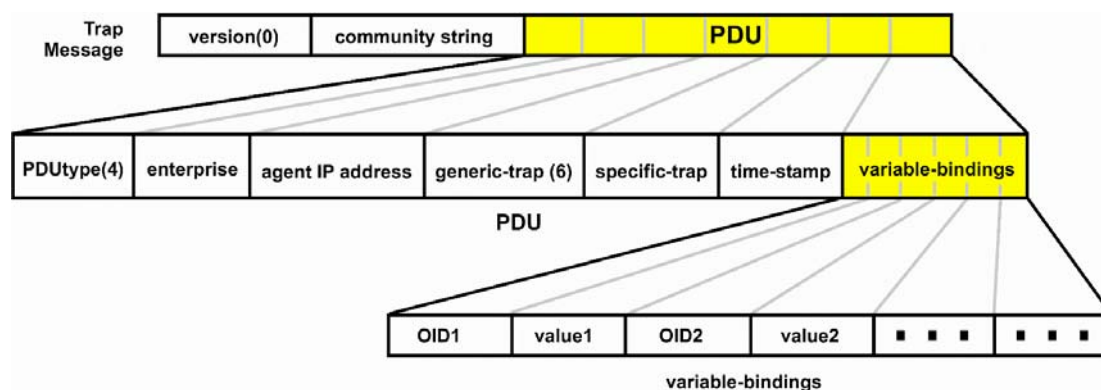 Trap
Message
version(0) community string PDU
PDUtype(4) enterprise agent IP address generic-trap (6) specific-trap time-stamp variable-bindings
PDU
OID1 value1 OID2 value2
variable-bindings